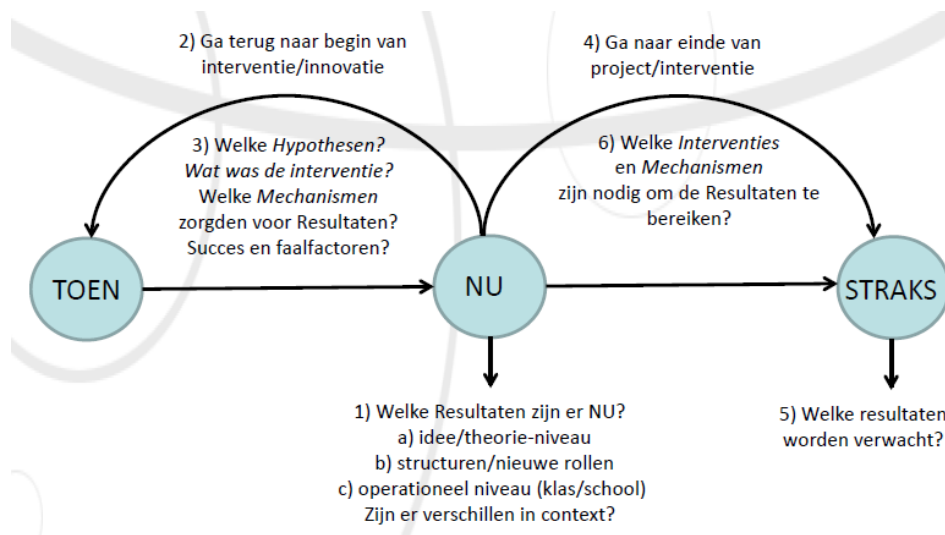 2) Ga terug naar begin van
interventie/innovatie
4) Ga naar einde van
project/interventie
3) Welke Hypothesen?
Wat was de interventie?
Welke Mechanismen
zorgden voor Resultaten?
Succes en faalfactoren?
6) Welke Interventies
en Mechanismen
zijn nodig om de Resultaten te
bereiken?
TOEN
NU
STRAKS
1) Welke Resultaten zijn er NU?
a) idee/theorie-niveau
b) structuren/nieuwe rollen
c) operationeel niveau (klas/school)
Zijn er verschillen in context?
5) Welke resultaten
worden verwacht?